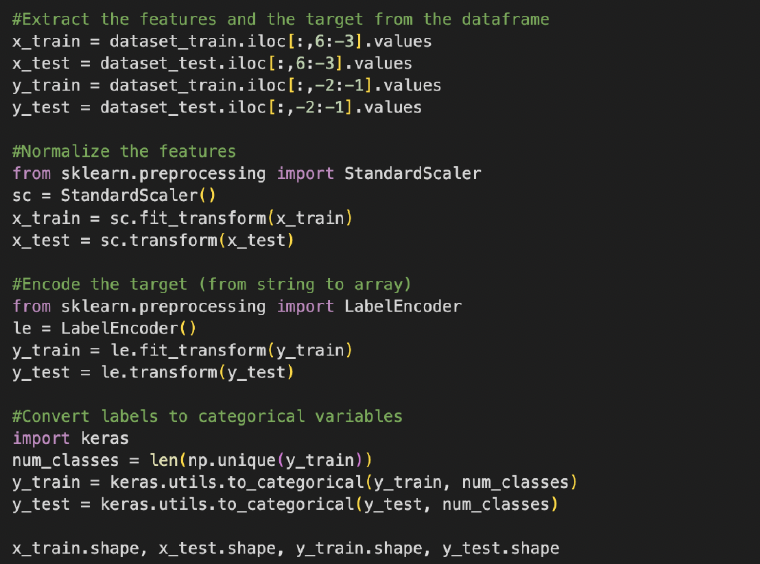 #Extract the features and the target from the dataframe
x_train = dataset_train.iloc[:,6:-3].values
x_test = dataset_test.iloc[:,6:-3].values
y_train = dataset_train.iloc[:,-2:-1].values
y_test = dataset_test.iloc[:,-2:-1].values

#Normalize the features
from sklearn.preprocessing import StandardScaler
sc = StandardScaler()
x_train = sc.fit_transform(x_train)
x_test = sc.transform(x_test)

#Encode the target (from string to array)
from sklearn.preprocessing import LabelEncoder
le = LabelEncoder()
y_train = le.fit_transform(y_train)
y_test = le.transform(y_test)

#Convert labels to categorical variables
import keras
num_classes = len(np.unique(y_train))
y_train = keras.utils.to_categorical(y_train, num_classes)
y_test = keras.utils.to_categorical(y_test, num_classes)

x_train.shape, x_test.shape, y_train.shape, y_test.shape